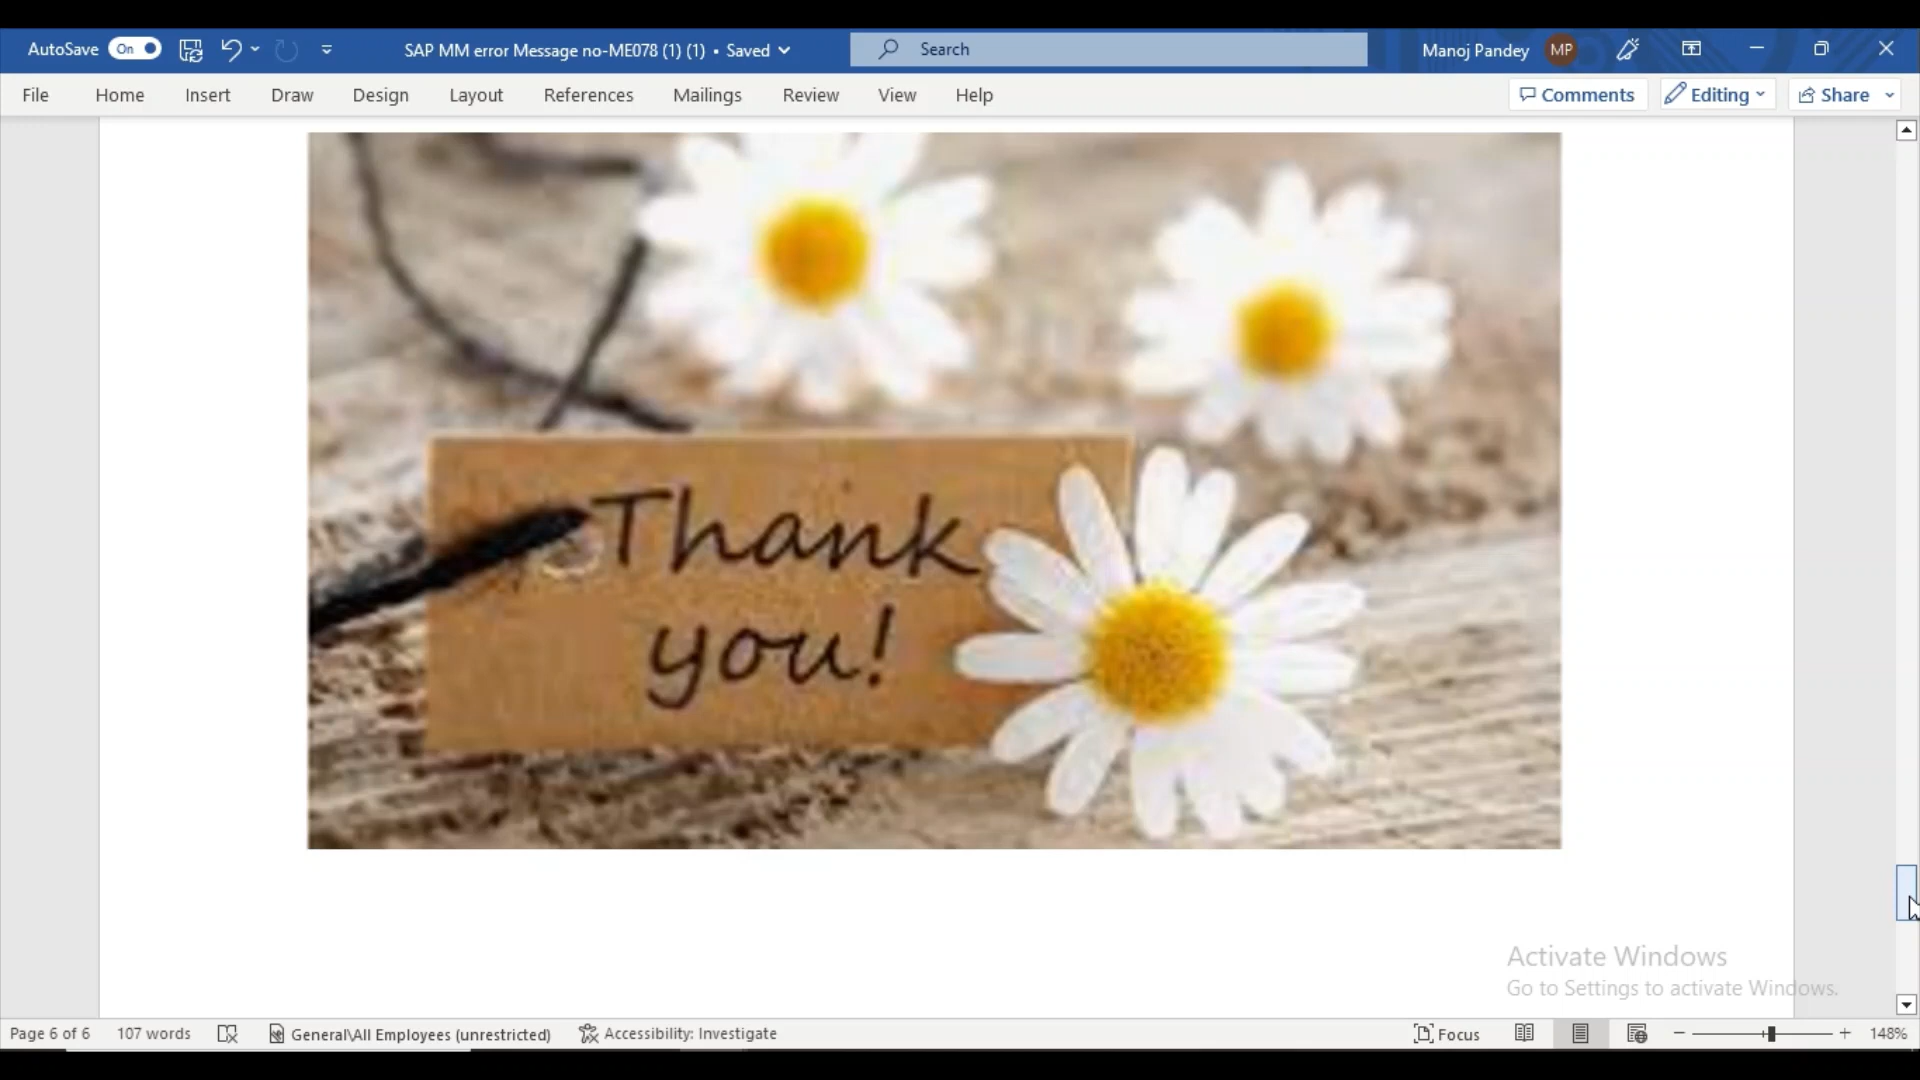 AutoSave On SAP MM error Message no-ME078 (1) (1) • Saved Search Manoj Pandey MP
File Home Insert Draw Design Layout References Mailings Review View Help Comments Editing Share
Thank
you!
Activate Windows
Go to Settings to activate Windows.
Page 6 of 6 107 words General\All Employees (unrestricted) Accessibility: Investigate Focus 148%